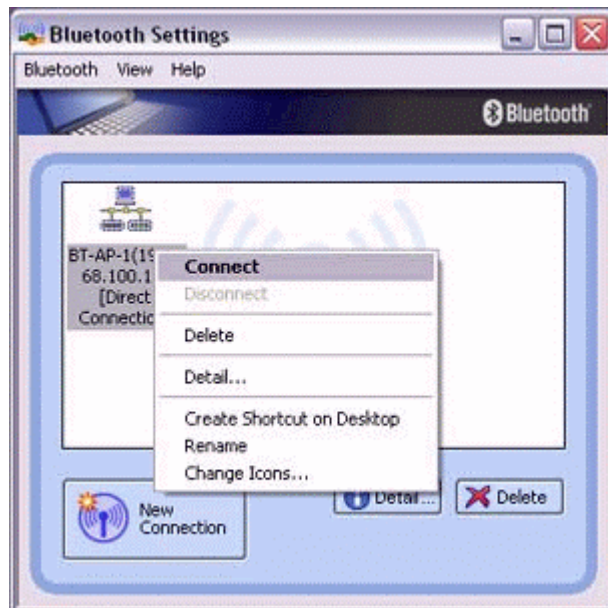 Bluetooth Settings
Bluetooth View Help
Bluetooth
BT-AP-1(19
68.100.1
[Direct
Connectio
Connect
Disconnect
Delete
Detail...
Create Shortcut on Desktop
Rename
Change Icons...
New
Connection
Detail...
Delete